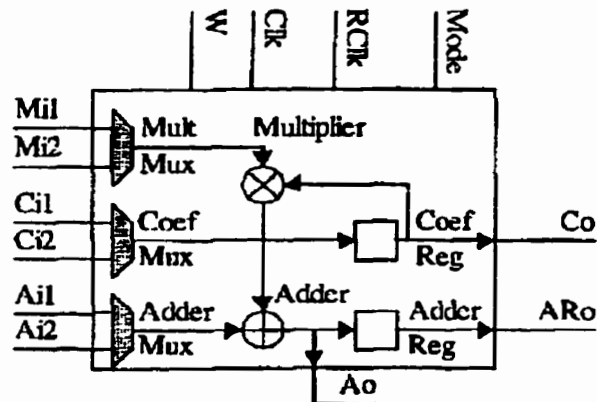 W Clk RClk Mode
Mi1
Mult Multiplier
Mi2
Mux
Ci1
Coef Coef
Ci2
Mux Reg
Co
Ai1
Adder Adder Adder
Ai2
Mux Reg
ARo
Ao